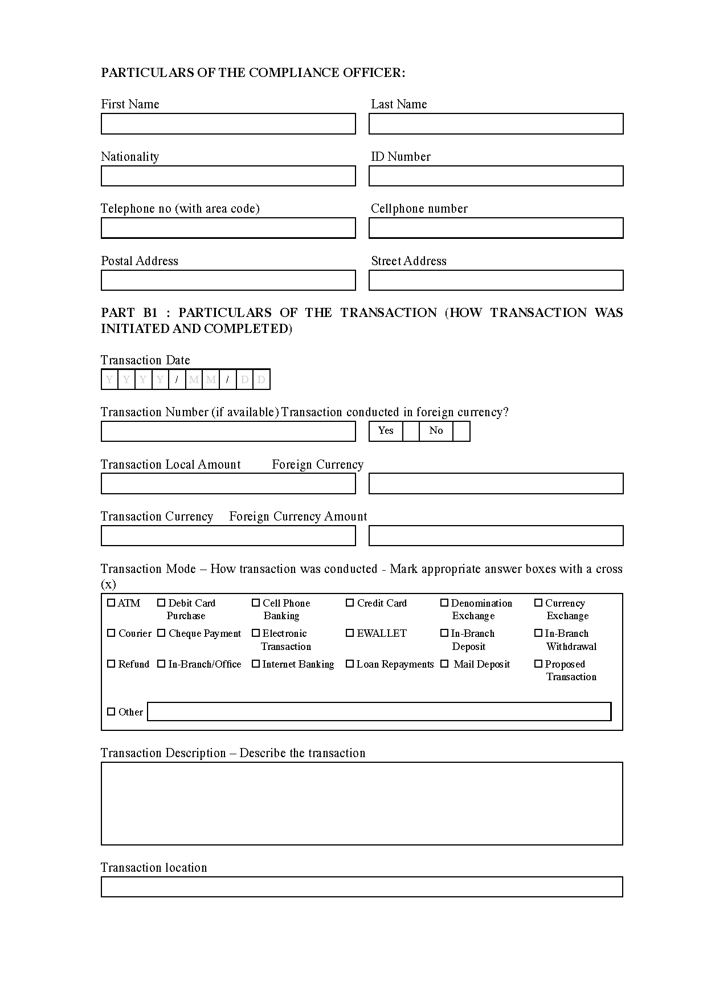 PARTICULARS OF THE COMPLIANCE OFFICER:
First Name Last Name
Nationality ID Number
Telephone no (with area code) Cellphone number
Postal Address Street Address
PART B1 : PARTICULARS OF THE TRANSACTION (HOW TRANSACTION WAS
INITIATED AND COMPLETED)
Transaction Date
Y Y Y Y / M M / D D
Transaction Number (if available) Transaction conducted in foreign currency?
Yes No
Transaction Local Amount Foreign Currency
Transaction Currency Foreign Currency Amount
Transaction Mode – How transaction was conducted - Mark appropriate answer boxes with a cross
(x)
☐ ATM ☐ Debit Card ☐ Cell Phone ☐ Credit Card ☐ Denomination ☐ Currency
Purchase Banking Exchange Exchange
☐ Courier ☐ Cheque Payment ☐ Electronic ☐ EWALLET ☐ In-Branch ☐ In-Branch
Transaction Deposit Withdrawal
☐ Refund ☐ In-Branch/Office ☐ Internet Banking ☐ Loan Repayments ☐ Mail Deposit ☐ Proposed
Transaction
☐ Other
Transaction Description – Describe the transaction
Transaction location